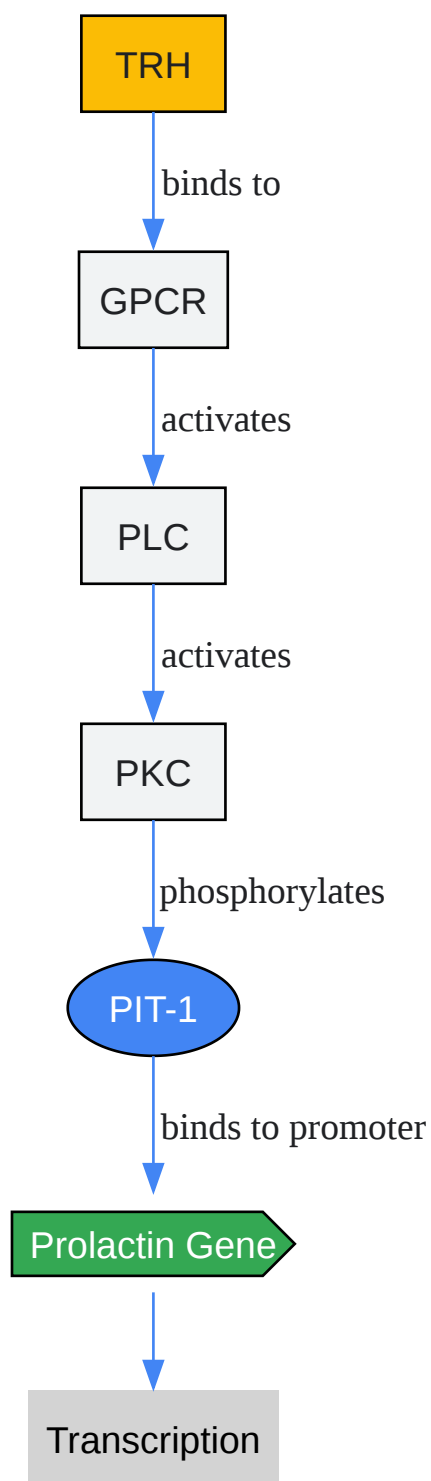 TRH
binds to
GPCR
activates
PLC
activates
PKC
phosphorylates
PIT-1
binds to promoter
Prolactin Gene
Transcription